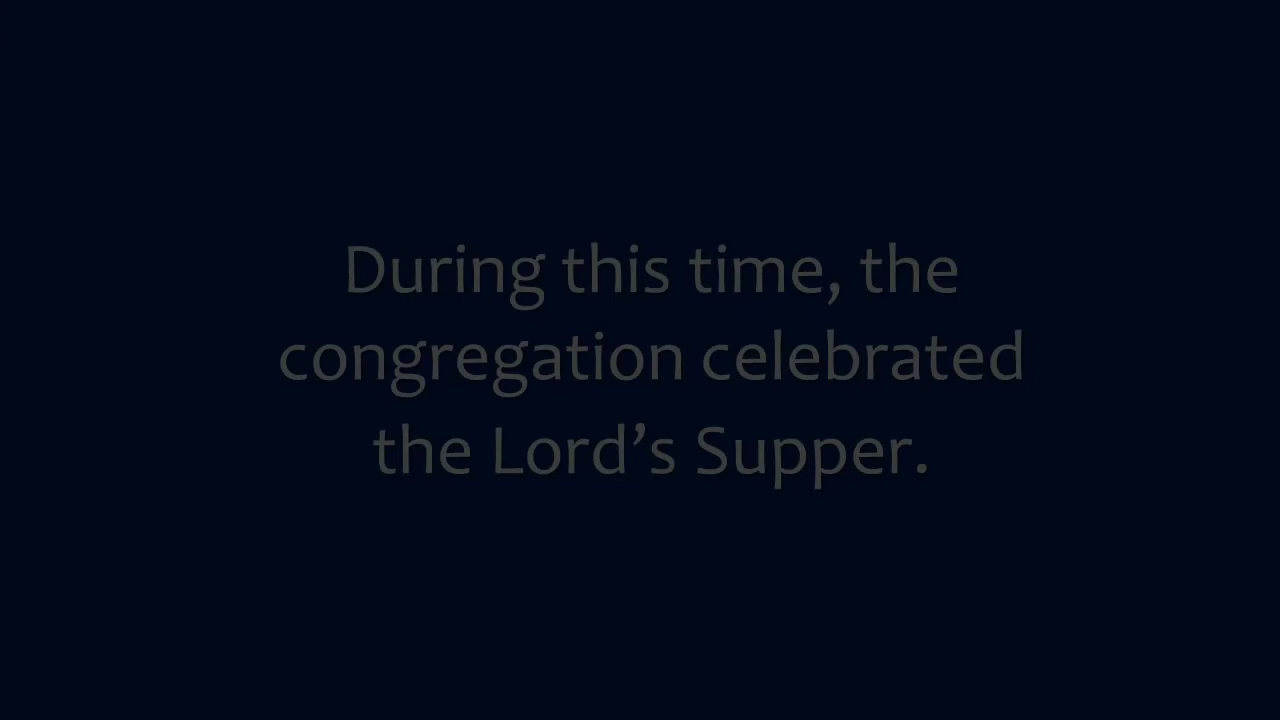 During this time, the
congregation celebrated
the Lord’s Supper.